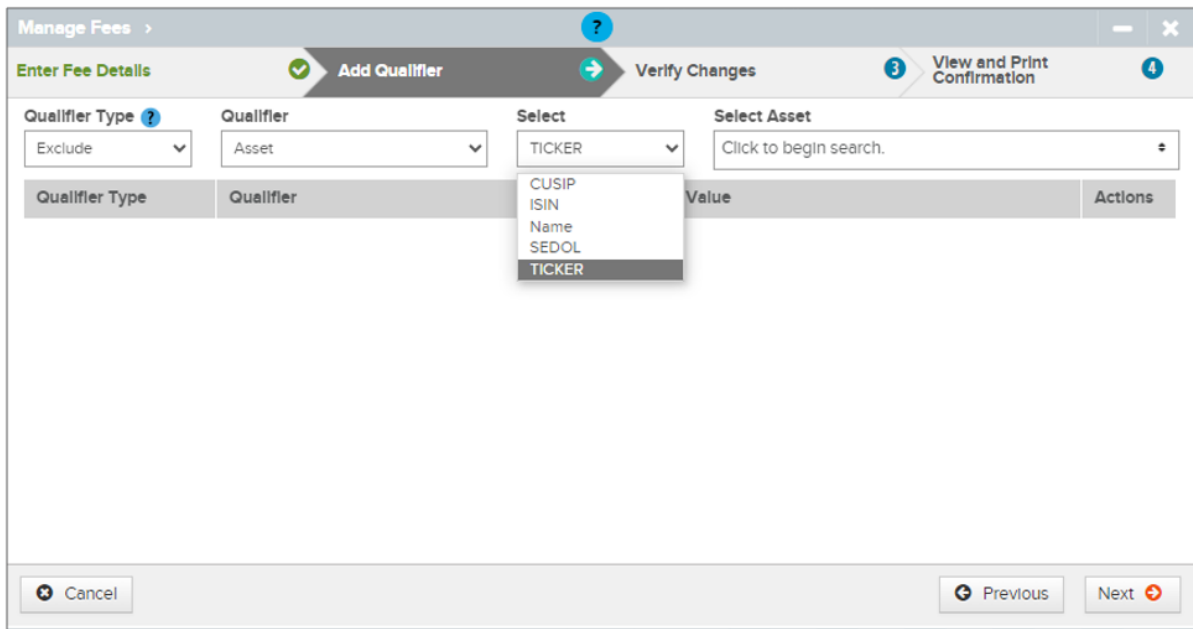 Manage Fees >
?
Enter Fee Details
Add Qualifier
Verify Changes
3
View and Print
Confirmation
4
Qualifier Type ?
Qualifier
Select
Select Asset
Exclude
Asset
TICKER
Click to begin search.
CUSIP
ISIN
Name
SEDOL
TICKER
Qualifier Type
Qualifier
Value
Actions
Cancel
Previous
Next